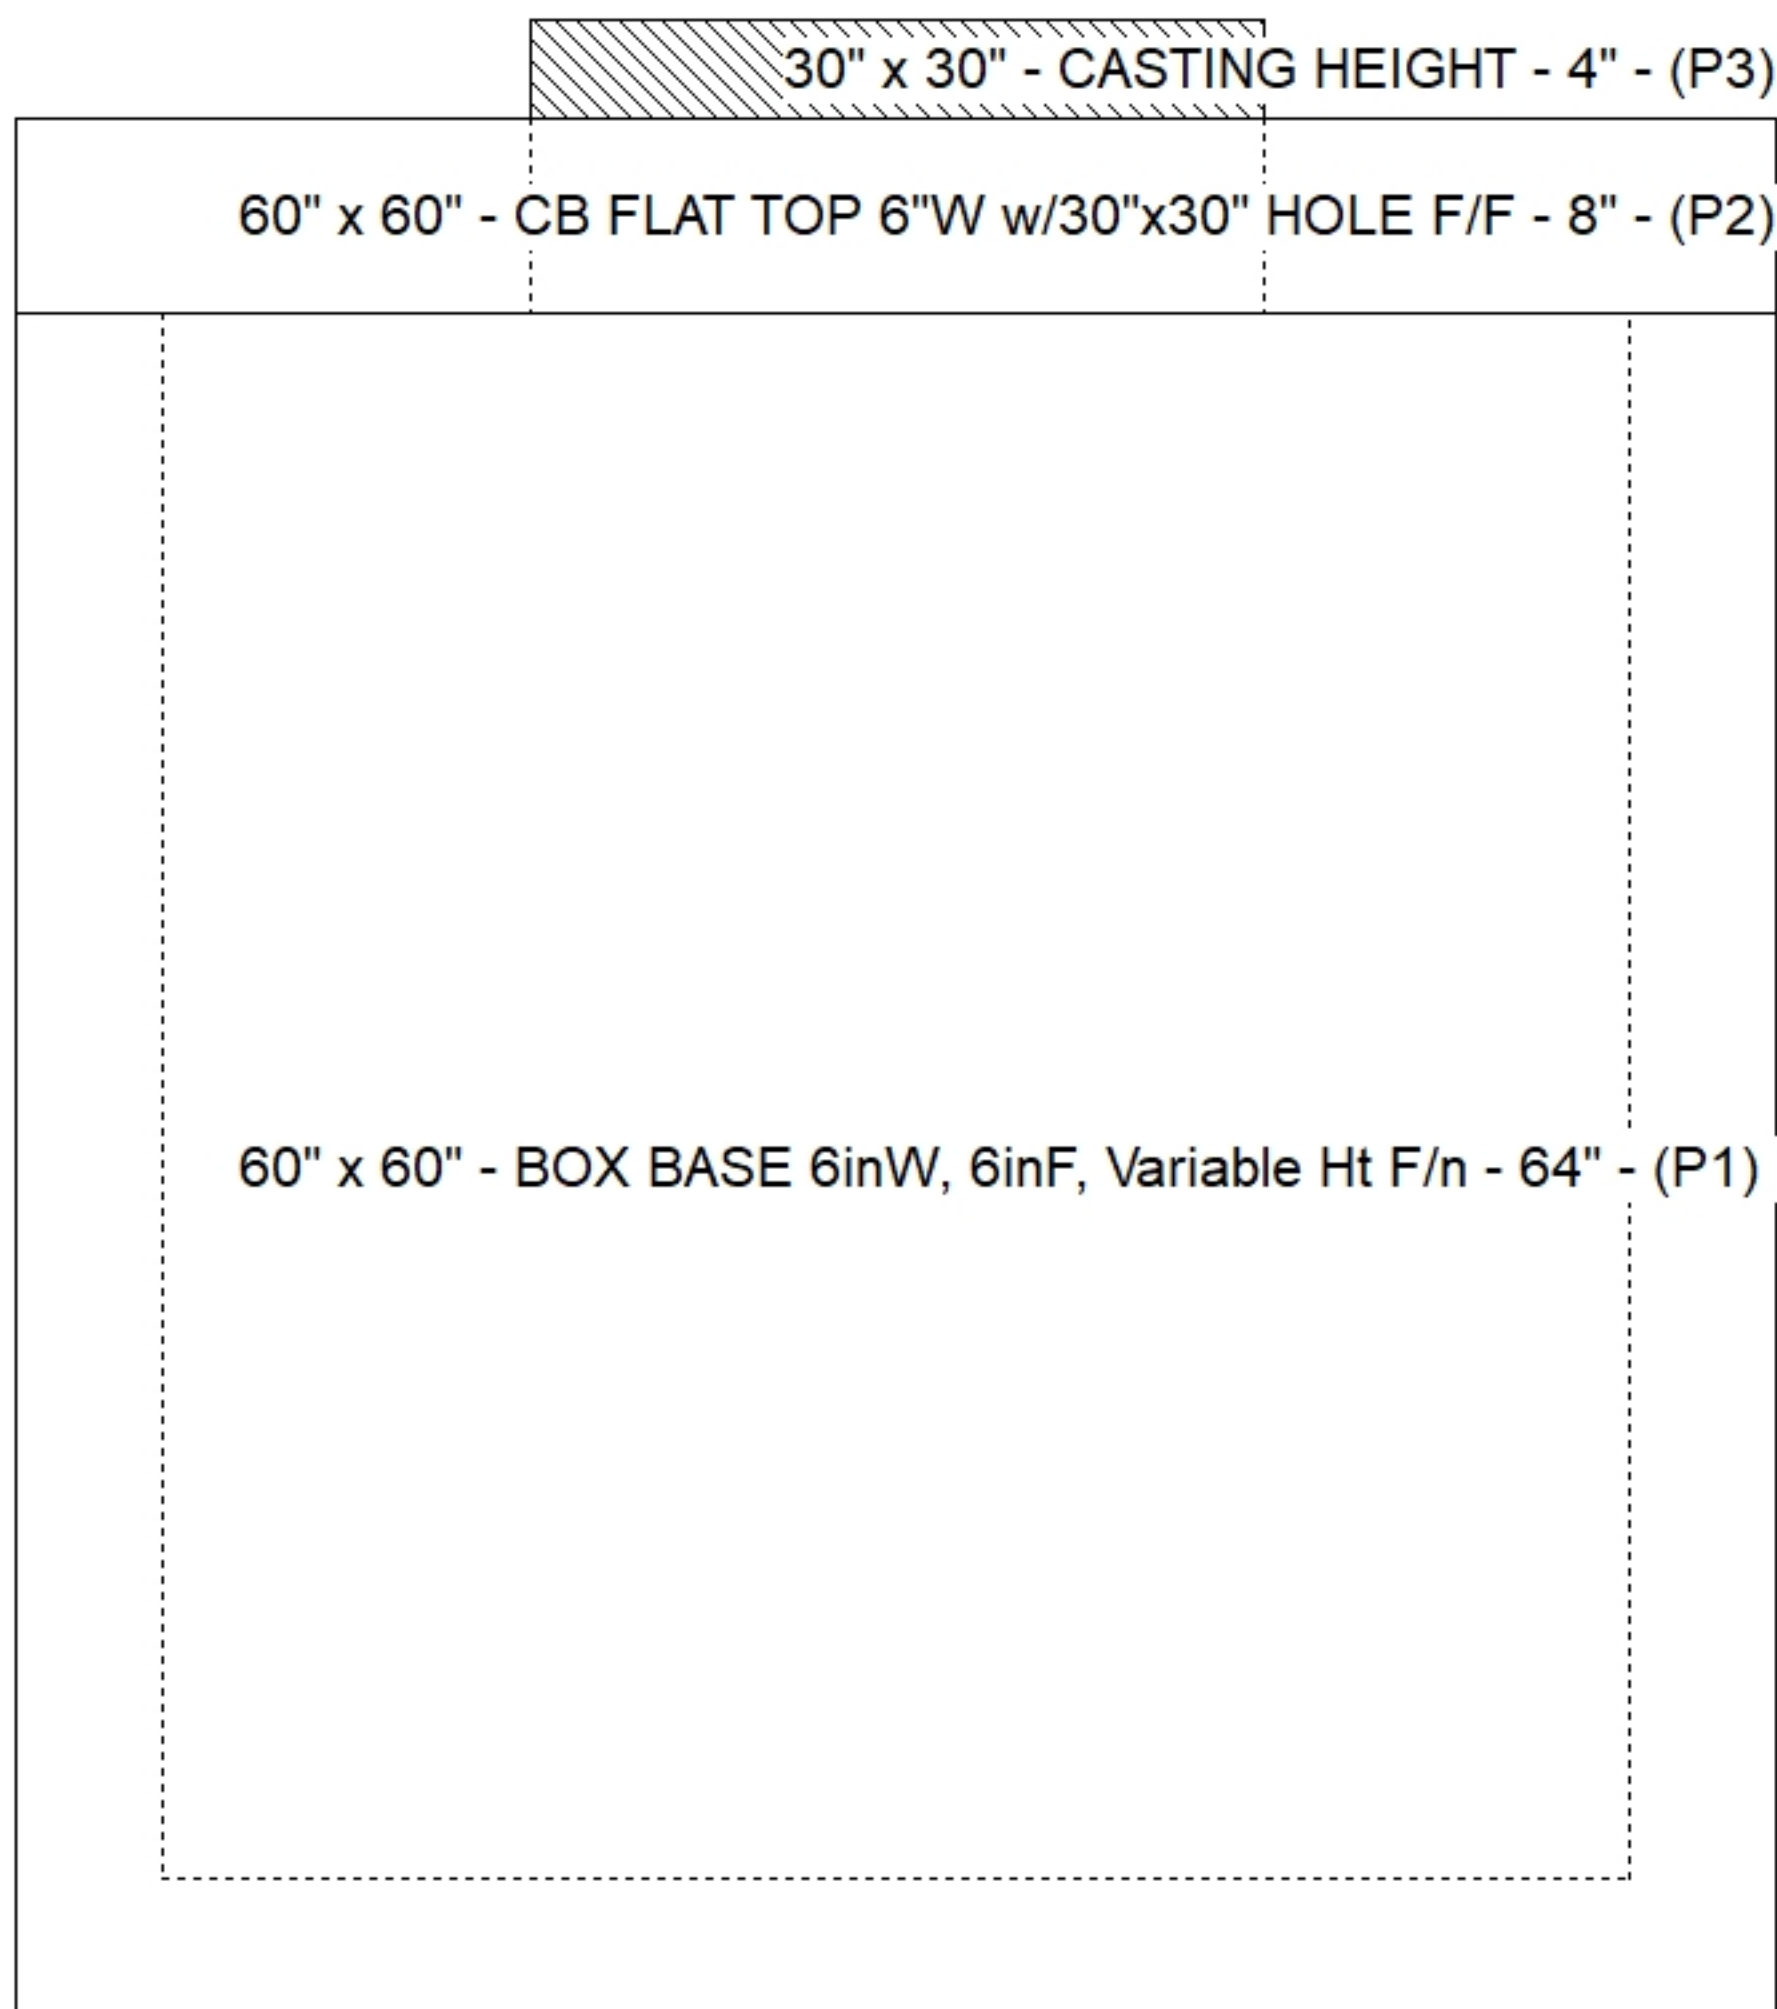 30" x 30" - CASTING HEIGHT - 4" - (P3)
60" x 60" - CB FLAT TOP 6"W w/30"x30" HOLE F/F - 8" - (P2)
60" x 60" - BOX BASE 6inW, 6inF, Variable Ht F/n - 64" - (P1)